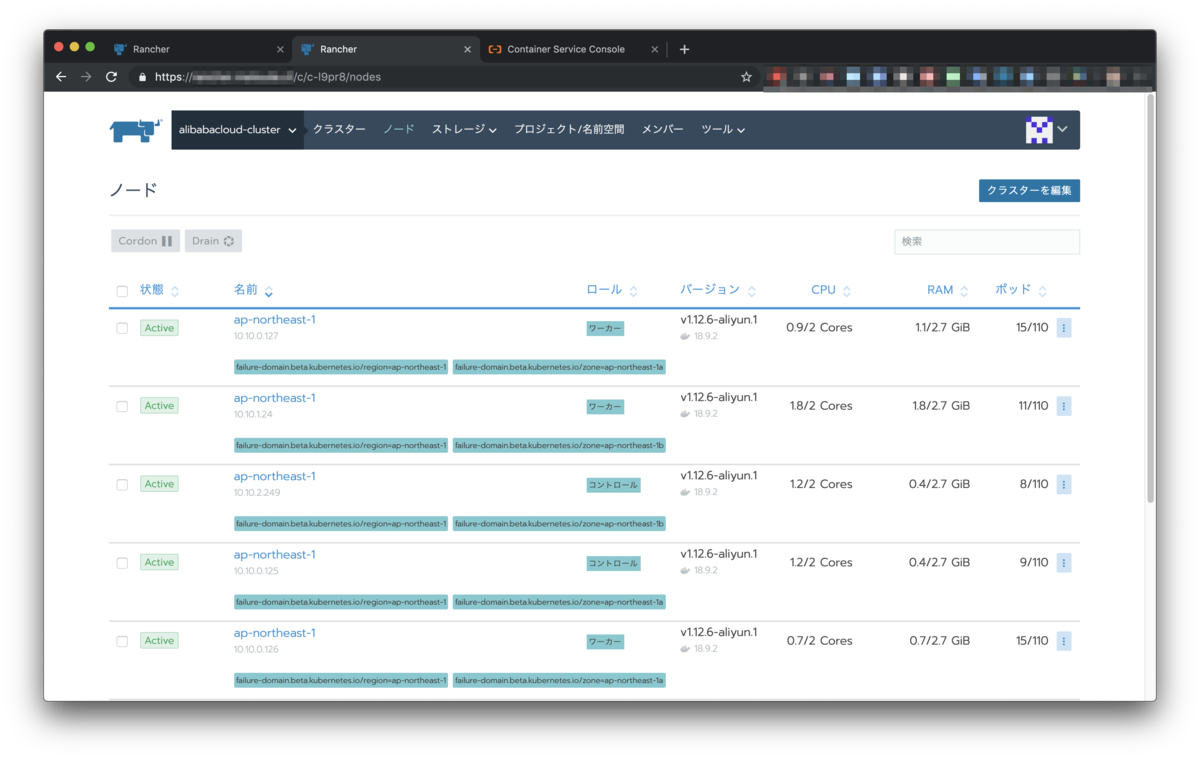 Rancher
Rancher
Container Service Console
https:// /c/c-l9pr8/nodes
alibabacloud-cluster クラスター ノード ストレージ プロジェクト/名前空間 メンバー ツール
ノード
クラスターを編集
Cordon Drain 検索
状態 名前 ロール バージョン CPU RAM ポッド
Active ap-northeast-1 ワーカー v1.12.6-aliyun.1 0.9/2 Cores 1.1/2.7 GiB 15/110
10.10.0.127 18.9.2
failure-domain.beta.kubernetes.io/region=ap-northeast-1 failure-domain.beta.kubernetes.io/zone=ap-northeast-1a
Active ap-northeast-1 ワーカー v1.12.6-aliyun.1 1.8/2 Cores 1.8/2.7 GiB 11/110
10.10.1.24 18.9.2
failure-domain.beta.kubernetes.io/region=ap-northeast-1 failure-domain.beta.kubernetes.io/zone=ap-northeast-1b
Active ap-northeast-1 コントロール v1.12.6-aliyun.1 1.2/2 Cores 0.4/2.7 GiB 8/110
10.10.2.249 18.9.2
failure-domain.beta.kubernetes.io/region=ap-northeast-1 failure-domain.beta.kubernetes.io/zone=ap-northeast-1b
Active ap-northeast-1 コントロール v1.12.6-aliyun.1 1.2/2 Cores 0.4/2.7 GiB 9/110
10.10.0.125 18.9.2
failure-domain.beta.kubernetes.io/region=ap-northeast-1 failure-domain.beta.kubernetes.io/zone=ap-northeast-1a
Active ap-northeast-1 ワーカー v1.12.6-aliyun.1 0.7/2 Cores 0.7/2.7 GiB 15/110
10.10.0.126 18.9.2
failure-domain.beta.kubernetes.io/region=ap-northeast-1 failure-domain.beta.kubernetes.io/zone=ap-northeast-1a